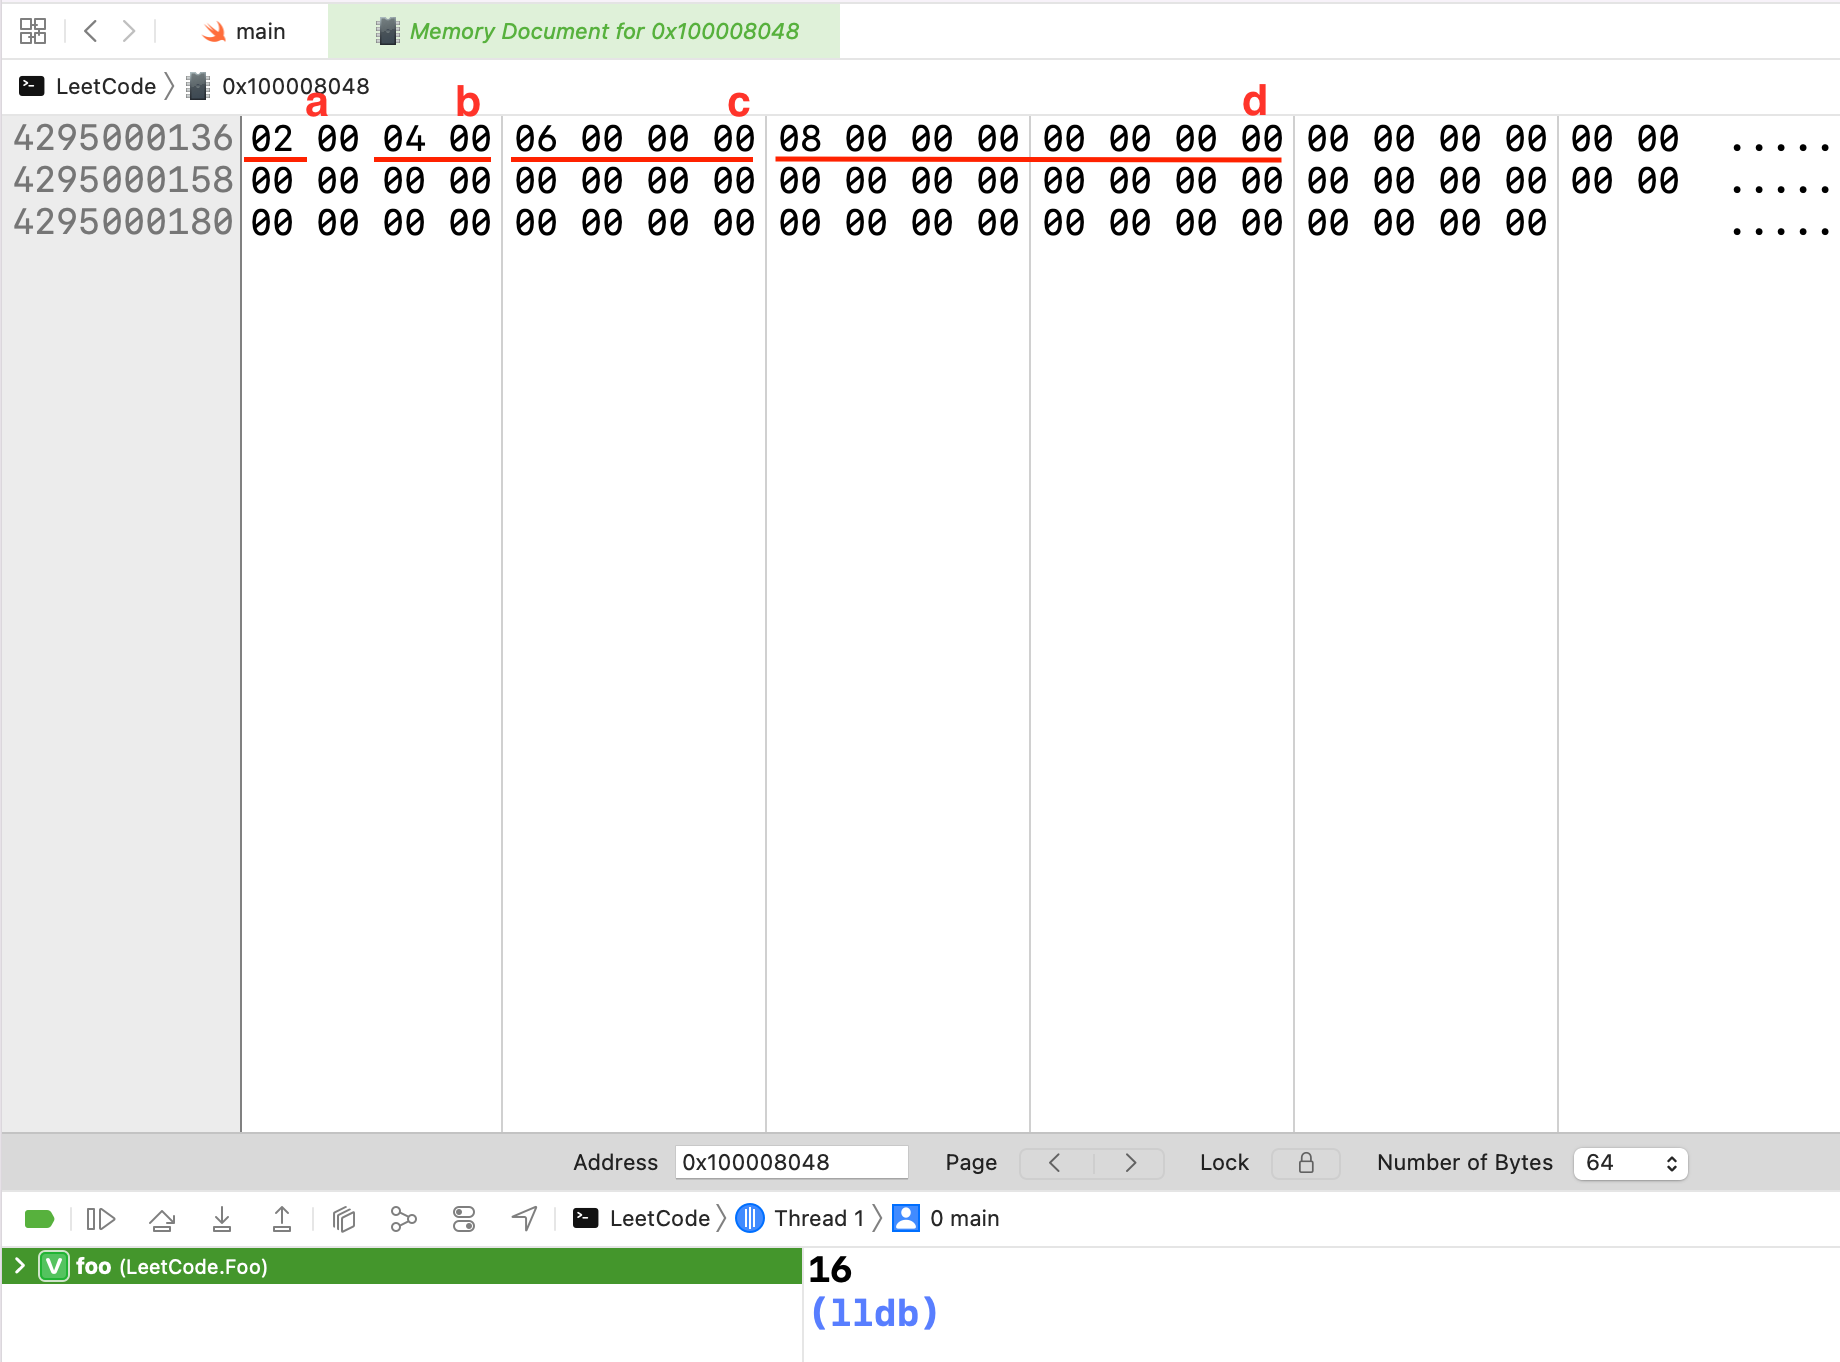 main
Memory Document for 0x100008048
LeetCode 0x100008048
a b c d
4295000136 02 00 04 00 06 00 00 00 08 00 00 00 00 00 00 00 00 00 00 00 00 00 .....
4295000158 00 00 00 00 00 00 00 00 00 00 00 00 00 00 00 00 00 00 00 00 00 00 .....
4295000180 00 00 00 00 00 00 00 00 00 00 00 00 00 00 00 00 00 00 00 00 .....
Address 0x100008048 Page Lock Number of Bytes 64
LeetCode Thread 1 0 main
V foo (LeetCode.Foo)
16
(lldb)